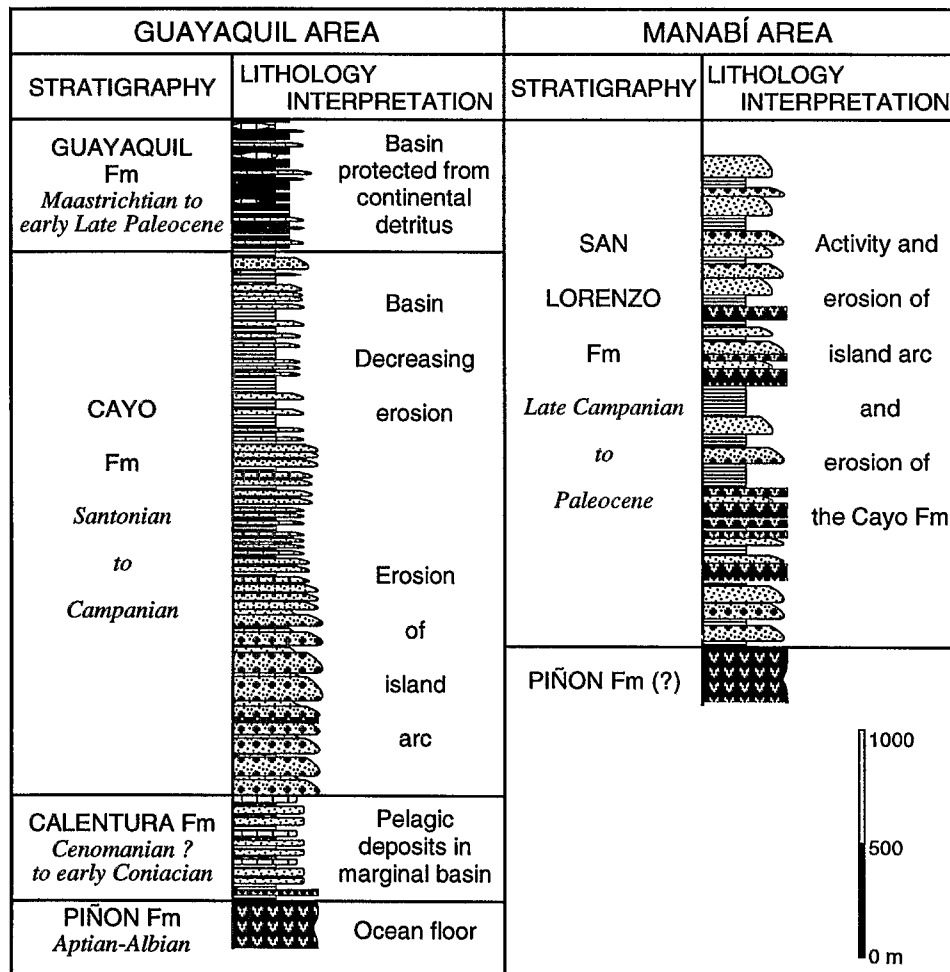 GUAYAQUIL AREA
STRATIGRAPHY
LITHOLOGY
INTERPRETATION
GUAYAQUIL
Fm
Maastrichtian to
early Late Paleocene
Basin
protected from
continental
detritus
CAYO
Fm
Santonian
to
Campanian
Basin
Decreasing
erosion
Erosion
of
island
arc
CALENTURA Fm
Cenomanian ?
to early Coniacian
Pelagic
deposits in
marginal basin
PIÑON Fm
Aptian-Albian
Ocean floor
MANABÍ AREA
STRATIGRAPHY
LITHOLOGY
INTERPRETATION
SAN
LORENZO
Fm
Late Campanian
to
Paleocene
Activity and
erosion of
island arc
and
erosion of
the Cayo Fm
PIÑON Fm (?)
1000
500
0 m